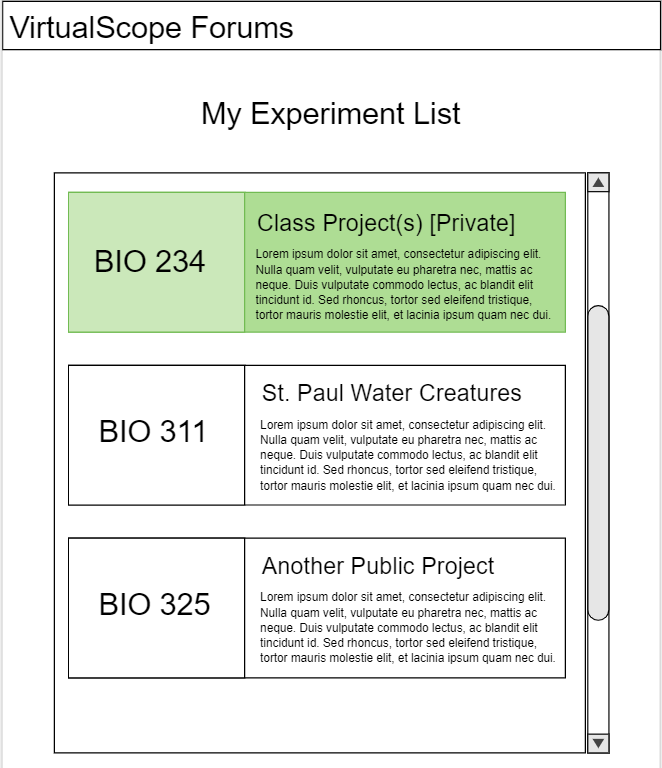 VirtualScope Forums
My Experiment List
BIO 234
Class Project(s) [Private]
Lorem ipsum dolor sit amet, consectetur adipiscing elit.
Nulla quam velit, vulputate eu pharetra nec, mattis ac
neque. Duis vulputate commodo lectus, ac blandit elit
tincidunt id. Sed rhoncus, tortor sed eleifend tristique,
tortor mauris molestie elit, et lacinia ipsum quam nec dui.
BIO 311
St. Paul Water Creatures
Lorem ipsum dolor sit amet, consectetur adipiscing elit.
Nulla quam velit, vulputate eu pharetra nec, mattis ac
neque. Duis vulputate commodo lectus, ac blandit elit
tincidunt id. Sed rhoncus, tortor sed eleifend tristique,
tortor mauris molestie elit, et lacinia ipsum quam nec dui.
BIO 325
Another Public Project
Lorem ipsum dolor sit amet, consectetur adipiscing elit.
Nulla quam velit, vulputate eu pharetra nec, mattis ac
neque. Duis vulputate commodo lectus, ac blandit elit
tincidunt id. Sed rhoncus, tortor sed eleifend tristique,
tortor mauris molestie elit, et lacinia ipsum quam nec dui.